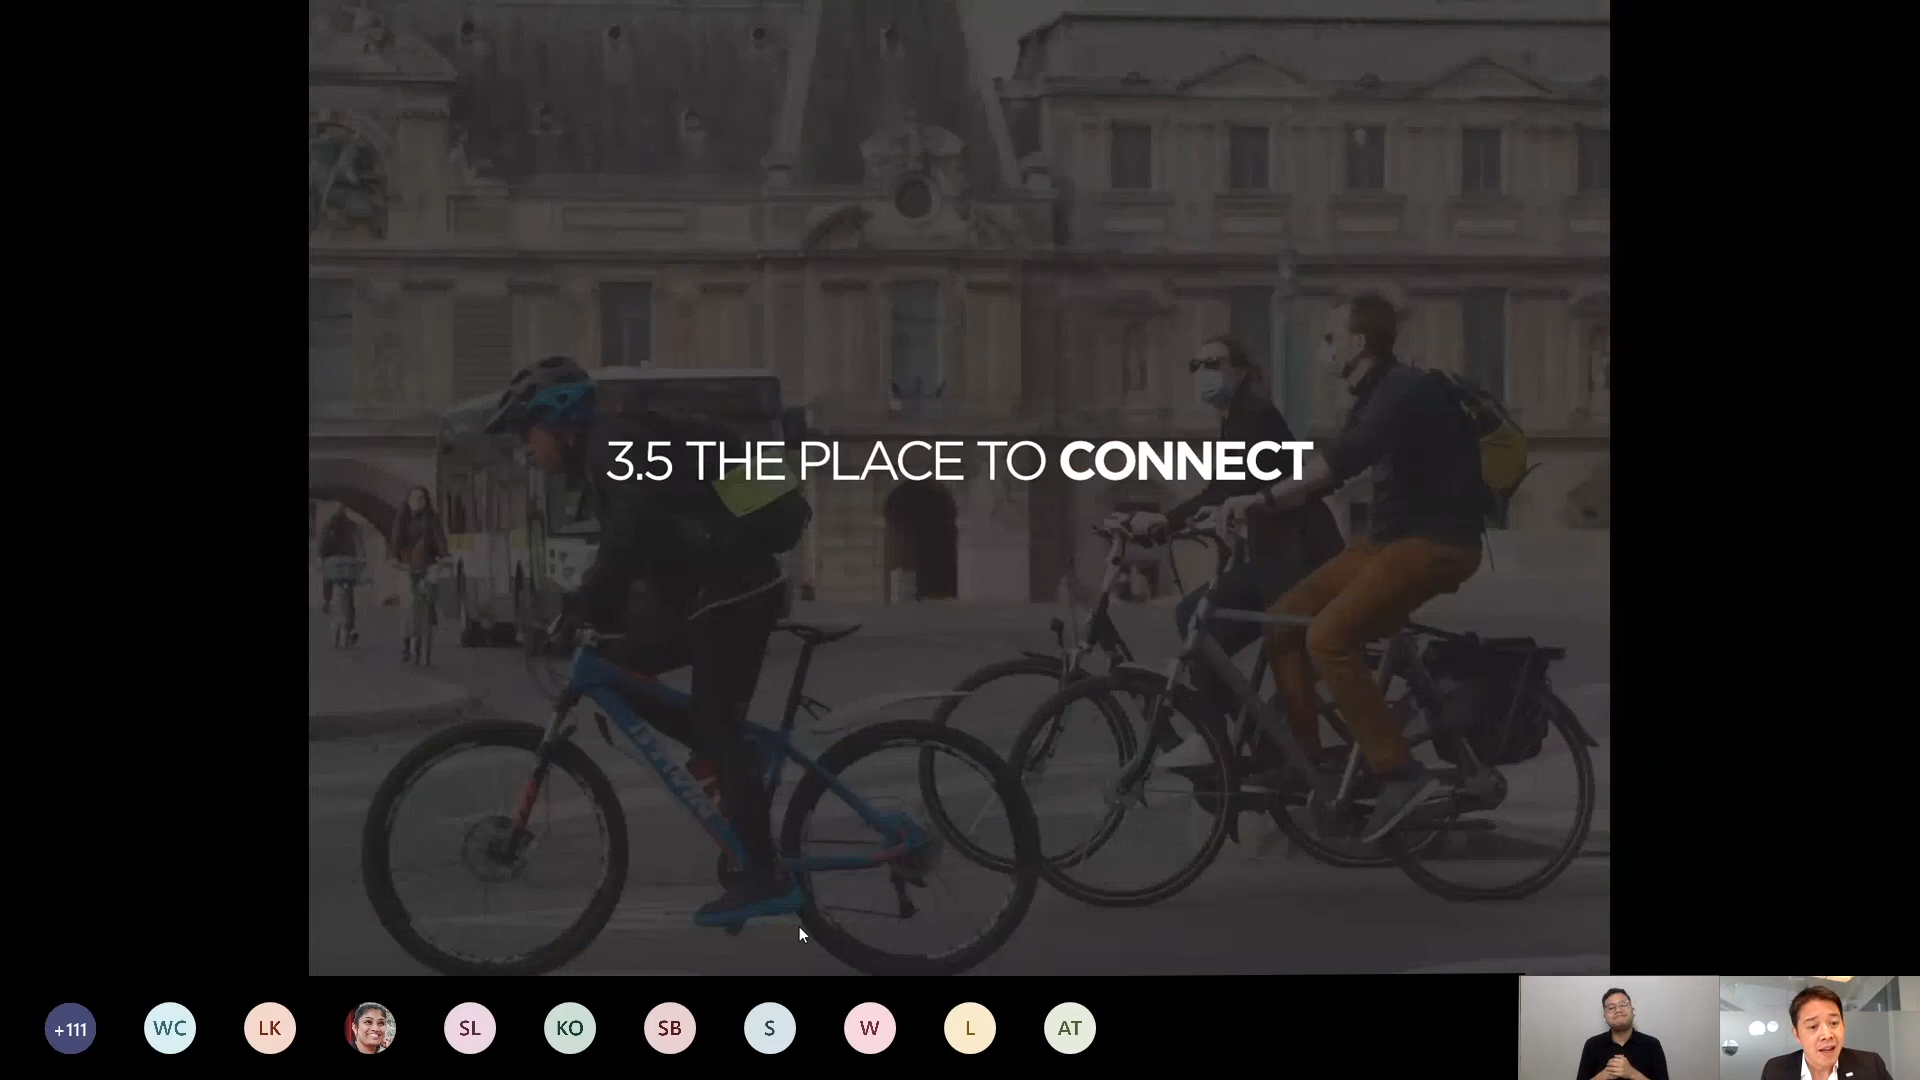 3.5 THE PLACE TO CONNECT
+111
WC
LK
SL
KO
SB
S
W
L
AT